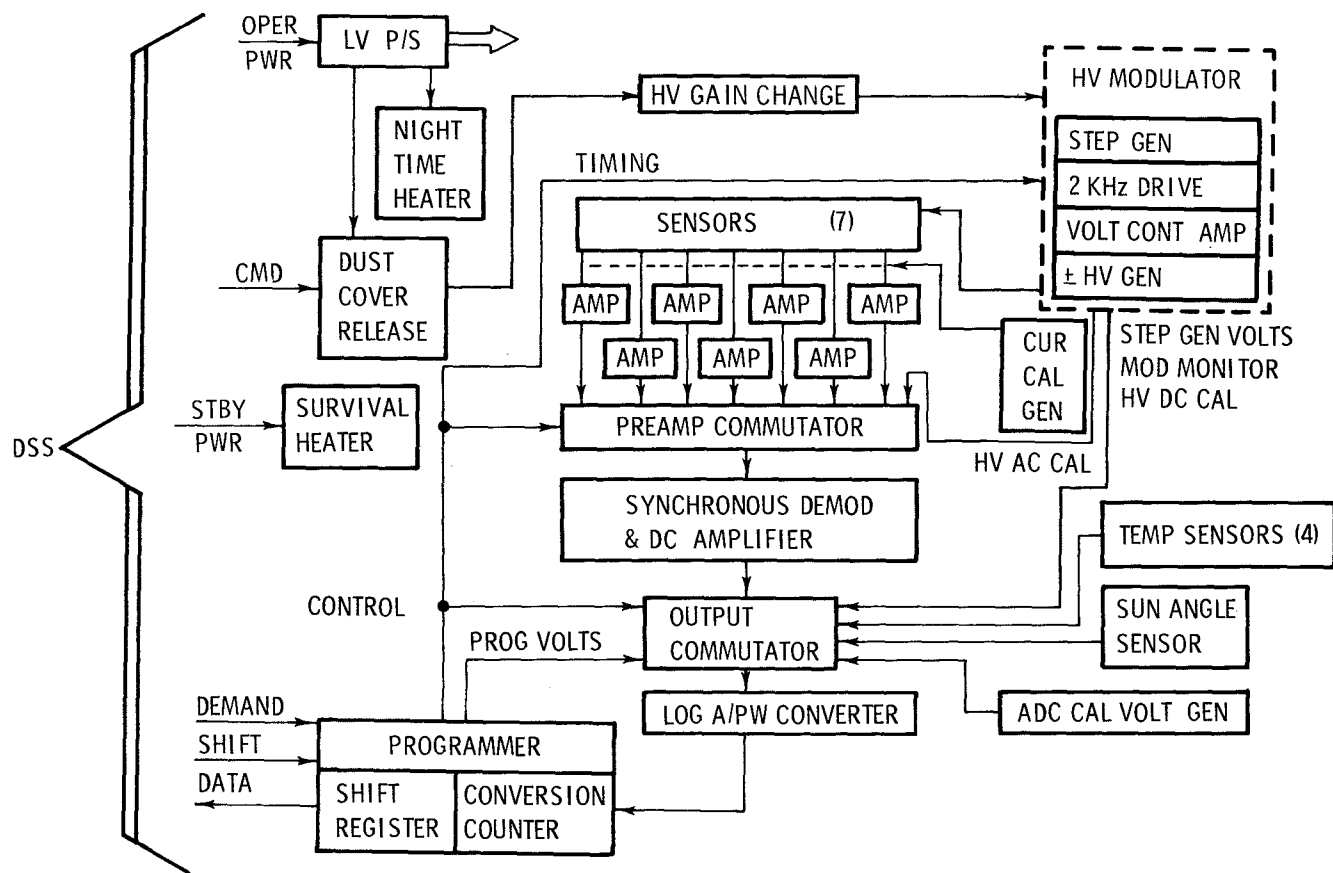 OPER
PWR
LV P/S
HV GAIN CHANGE
HV MODULATOR
NIGHT
TIME
HEATER
TIMING
STEP GEN
2 KHz DRIVE
VOLT CONT AMP
± HV GEN
SENSORS (7)
CMD
DUST
COVER
RELEASE
AMP
AMP
AMP
AMP
AMP
AMP
AMP
CUR
CAL
GEN
STEP GEN VOLTS
MOD MONITOR
HV DC CAL
DSS
STBY
PWR
SURVIVAL
HEATER
PREAMP COMMUTATOR
HV AC CAL
SYNCHRONOUS DEMOD
& DC AMPLIFIER
TEMP SENSORS (4)
CONTROL
OUTPUT
COMMUTATOR
SUN ANGLE
SENSOR
PROG VOLTS
LOG A/PW CONVERTER
ADC CAL VOLT GEN
DEMAND
SHIFT
DATA
PROGRAMMER
SHIFT
REGISTER
CONVERSION
COUNTER